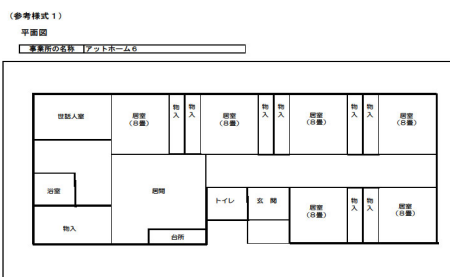 （参考様式１）
平面図
事業所の名称 アットホーム６
世話人室
居室
（８畳）
物入
物入
居室
（８畳）
物入
物入
居室
（８畳）
物入
物入
居室
（８畳）
浴室
居間
トイレ
玄関
居室
（８畳）
物入
物入
居室
（８畳）
物入
台所